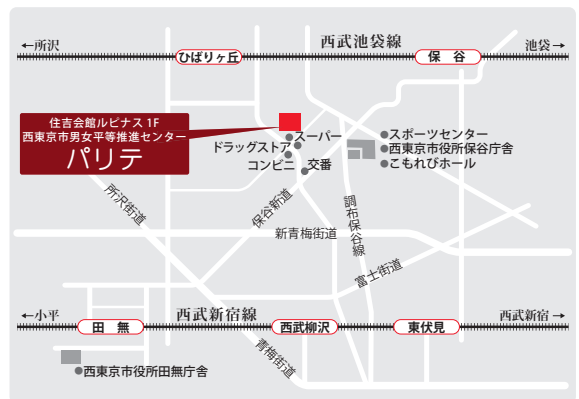 ←所沢
西武池袋線
池袋→
ひばりヶ丘
保谷
住吉会館ルピナス1F
西東京市男女平等推進センター
パリテ
スーパー
ドラッグストア
コンビニ
交番
スポーツセンター
西東京市役所保谷庁舎
こもれびホール
所沢街道
保谷新道
調布保谷線
新青梅街道
富士街道
←小平
西武新宿線
西武新宿→
田無
西武柳沢
東伏見
青梅街道
西東京市役所田無庁舎